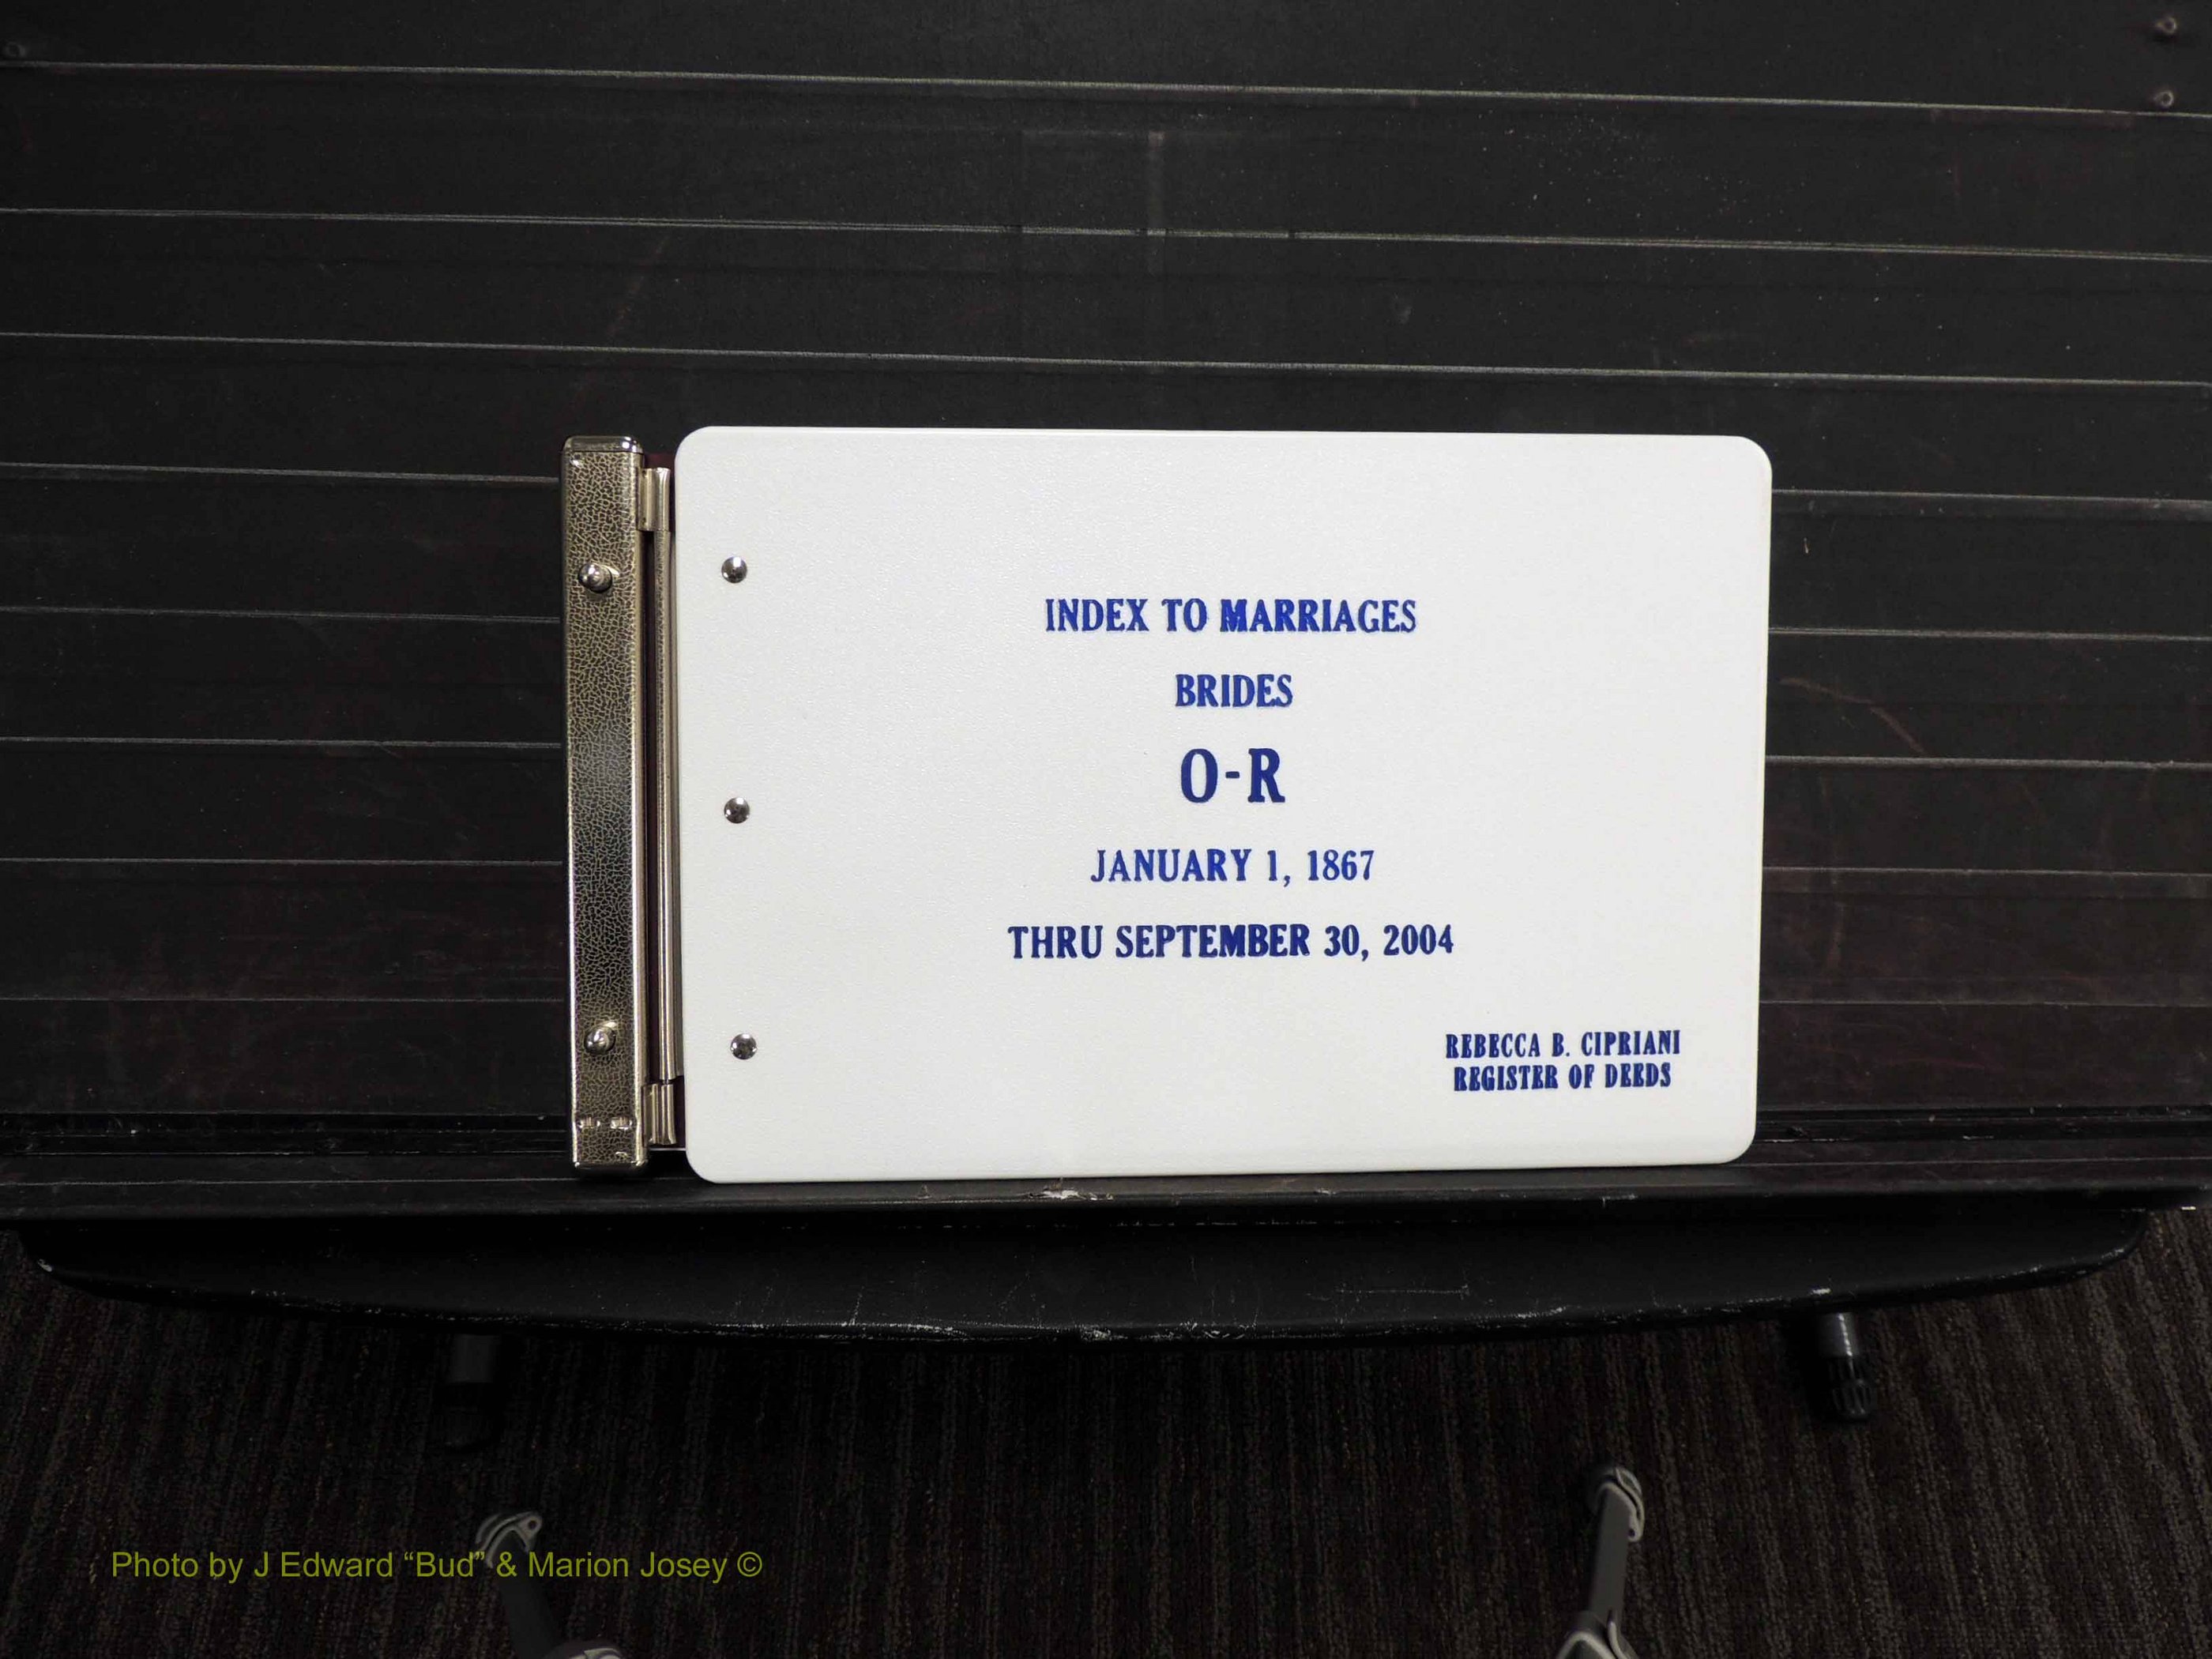 INDEX TO MARRIAGES
BRIDES
O-R
JANUARY 1, 1867
THRU SEPTEMBER 30, 2004
REBECCA B. CIPRIANI
REGISTER OF DEEDS
Photo by J Edward “Bud” & Marion Josey ©